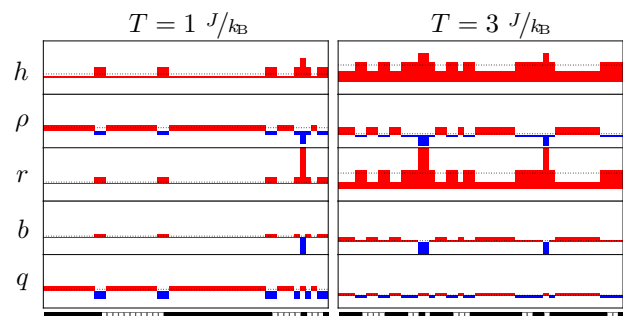 T = 1 J/kB T = 3 J/kB
h
ρ
r
b
q